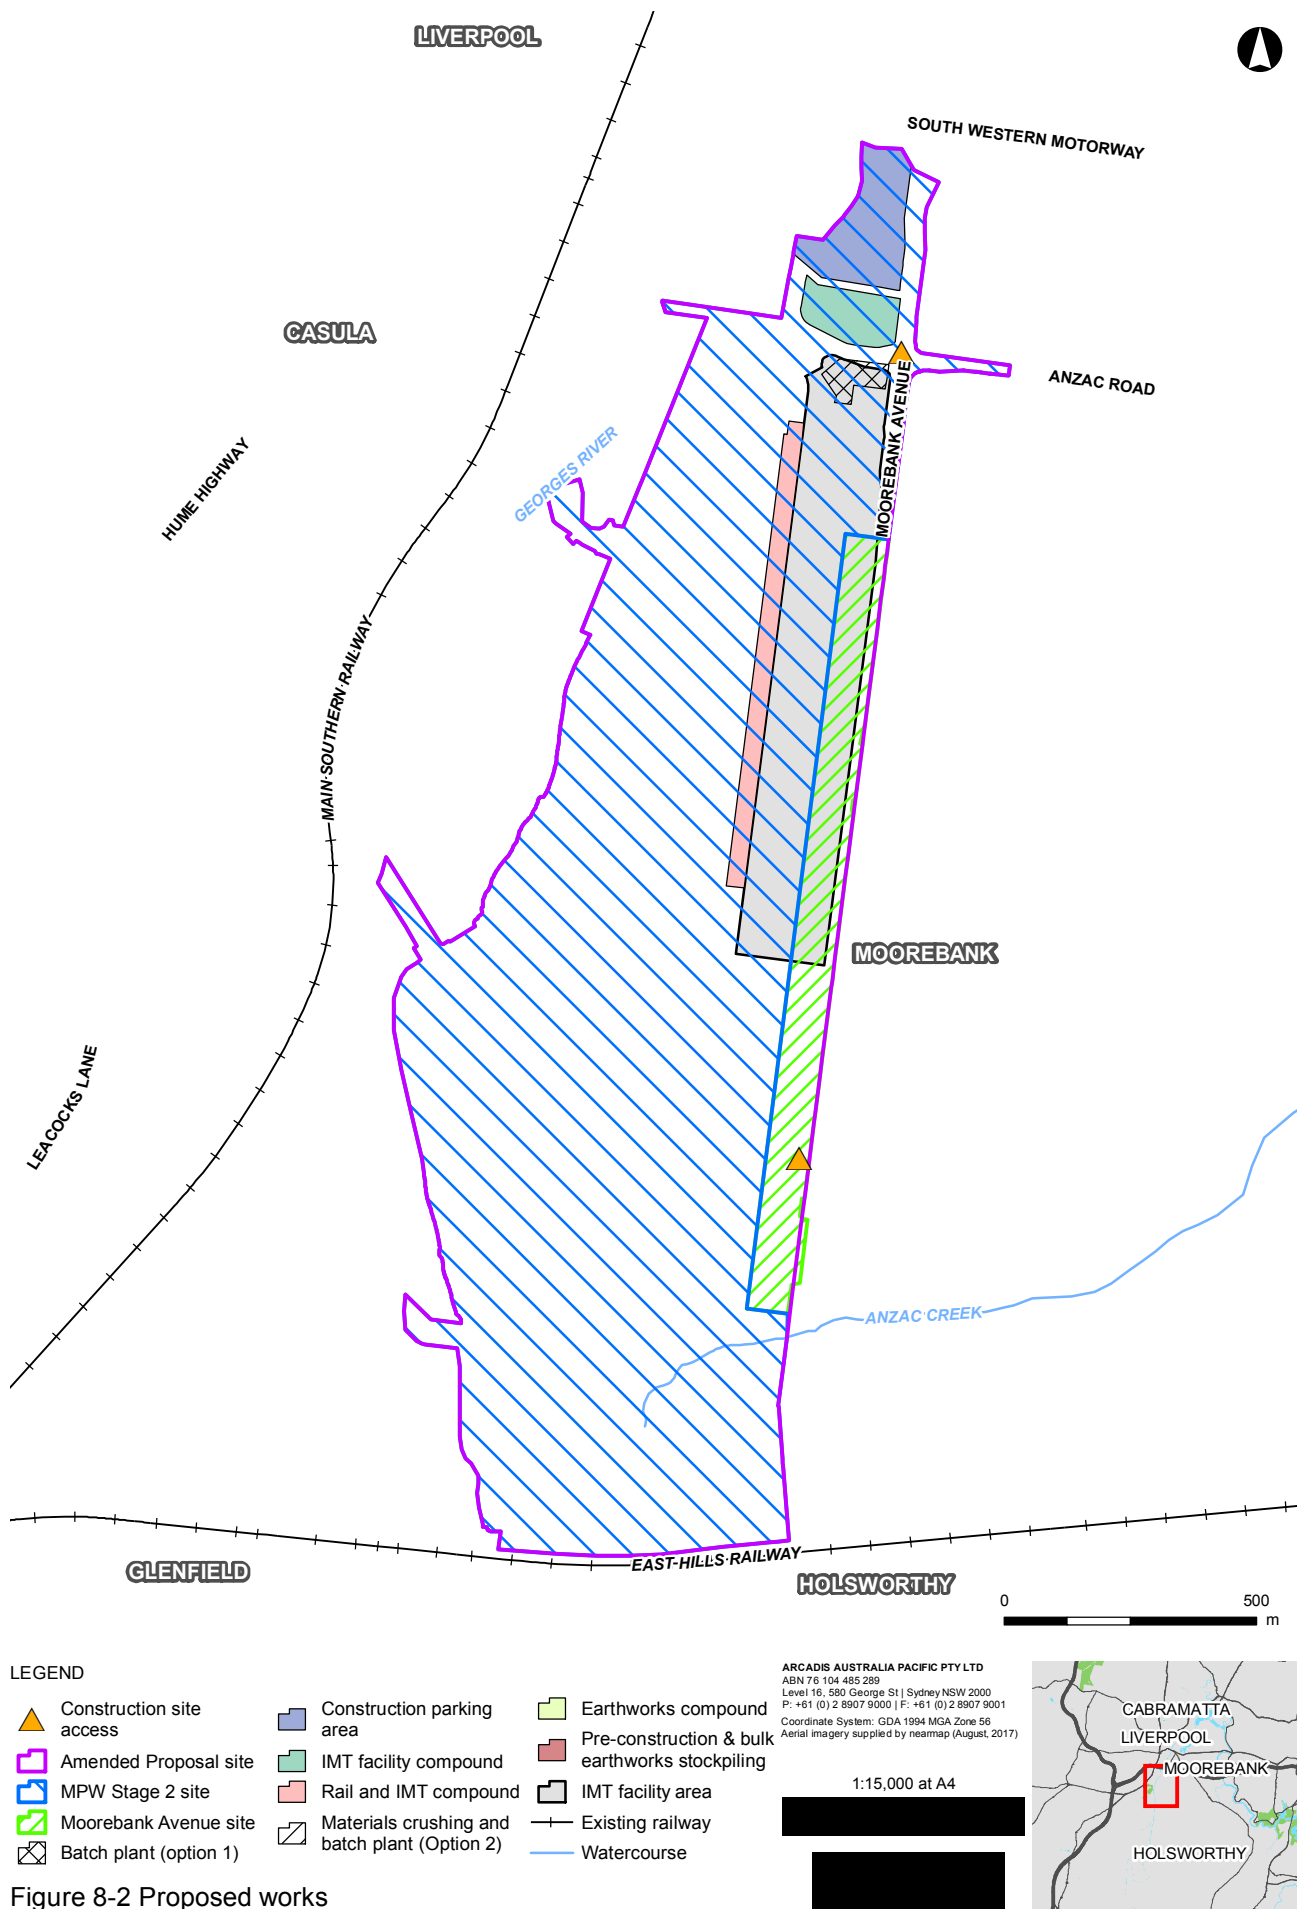 LIVERPOOL
SOUTH WESTERN MOTORWAY
CASULA
ANZAC ROAD
MOOREBANK AVENUE
GEORGES RIVER
HUME HIGHWAY
MAIN SOUTHERN RAILWAY
MOOREBANK
LEACOCKS LANE
ANZAC CREEK
EAST HILLS RAILWAY
GLENFIELD
HOLSWORTHY
0 500
m
LEGEND
Construction site
access
Amended Proposal site
MPW Stage 2 site
Moorebank Avenue site
Batch plant (option 1)
Construction parking
area
IMT facility compound
Rail and IMT compound
Materials crushing and
batch plant (Option 2)
Earthworks compound
Pre-construction & bulk
earthworks stockpiling
IMT facility area
Existing railway
Watercourse
ARCADIS AUSTRALIA PACIFIC PTY LTD
ABN 76 104 485 289
Level 16, 580 George St | Sydney NSW 2000
P: +61 (0) 2 8907 9000 | F: +61 (0) 2 8907 9001
Coordinate System: GDA 1994 MGA Zone 56
Aerial imagery supplied by nearmap (August, 2017)
1:15,000 at A4
CABRAMATTA
LIVERPOOL
MOOREBANK
HOLSWORTHY
Figure 8-2 Proposed works